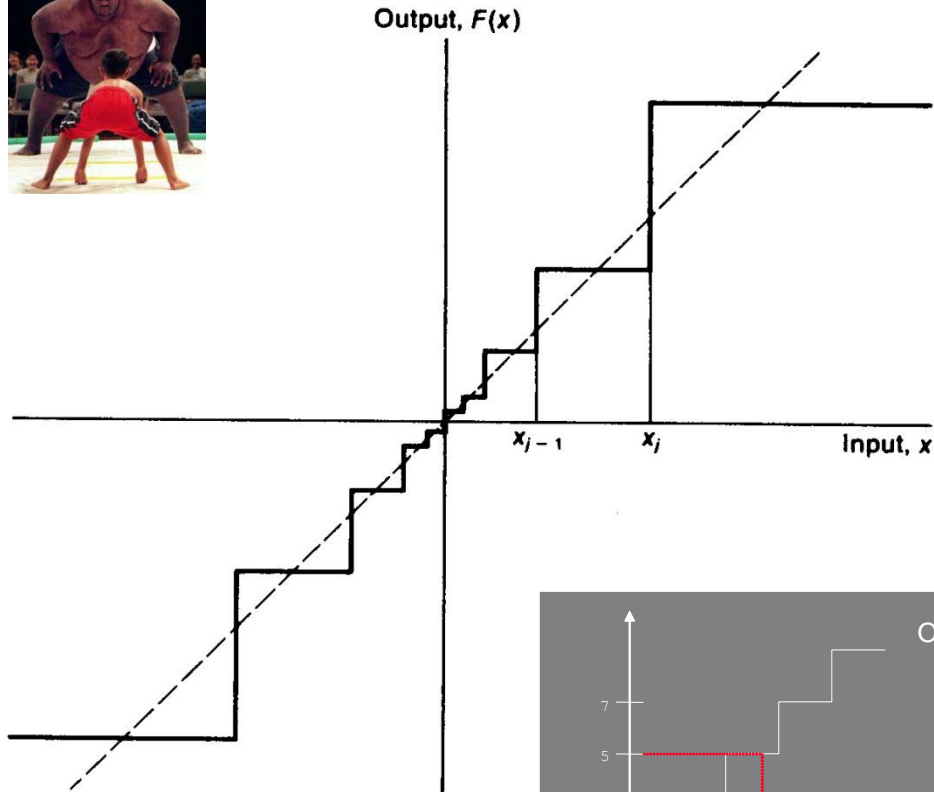 Output, F(x)
x_{j-1}
x_j
Input, x
O
7
5